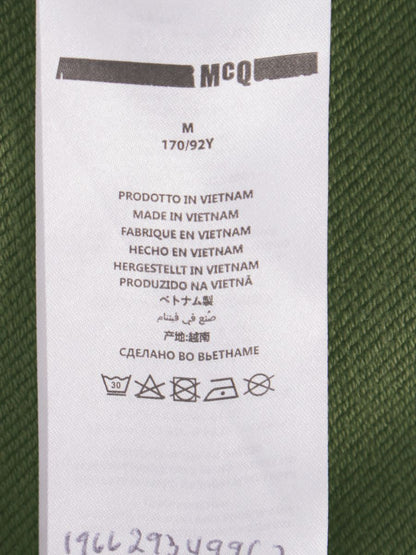 McQ
M
170/92Y
PRODOTTO IN VIETNAM
MADE IN VIETNAM
FABRIQUE EN VIETNAM
HECHO EN VIETNAM
HERGESTELLT IN VIETNAM
PRODUZIDO NA VIETNÃ
ベトナム製
صُنع في فيتنام
产地:越南
СДЕЛАНО ВО ВЬЕТНАМЕ
30